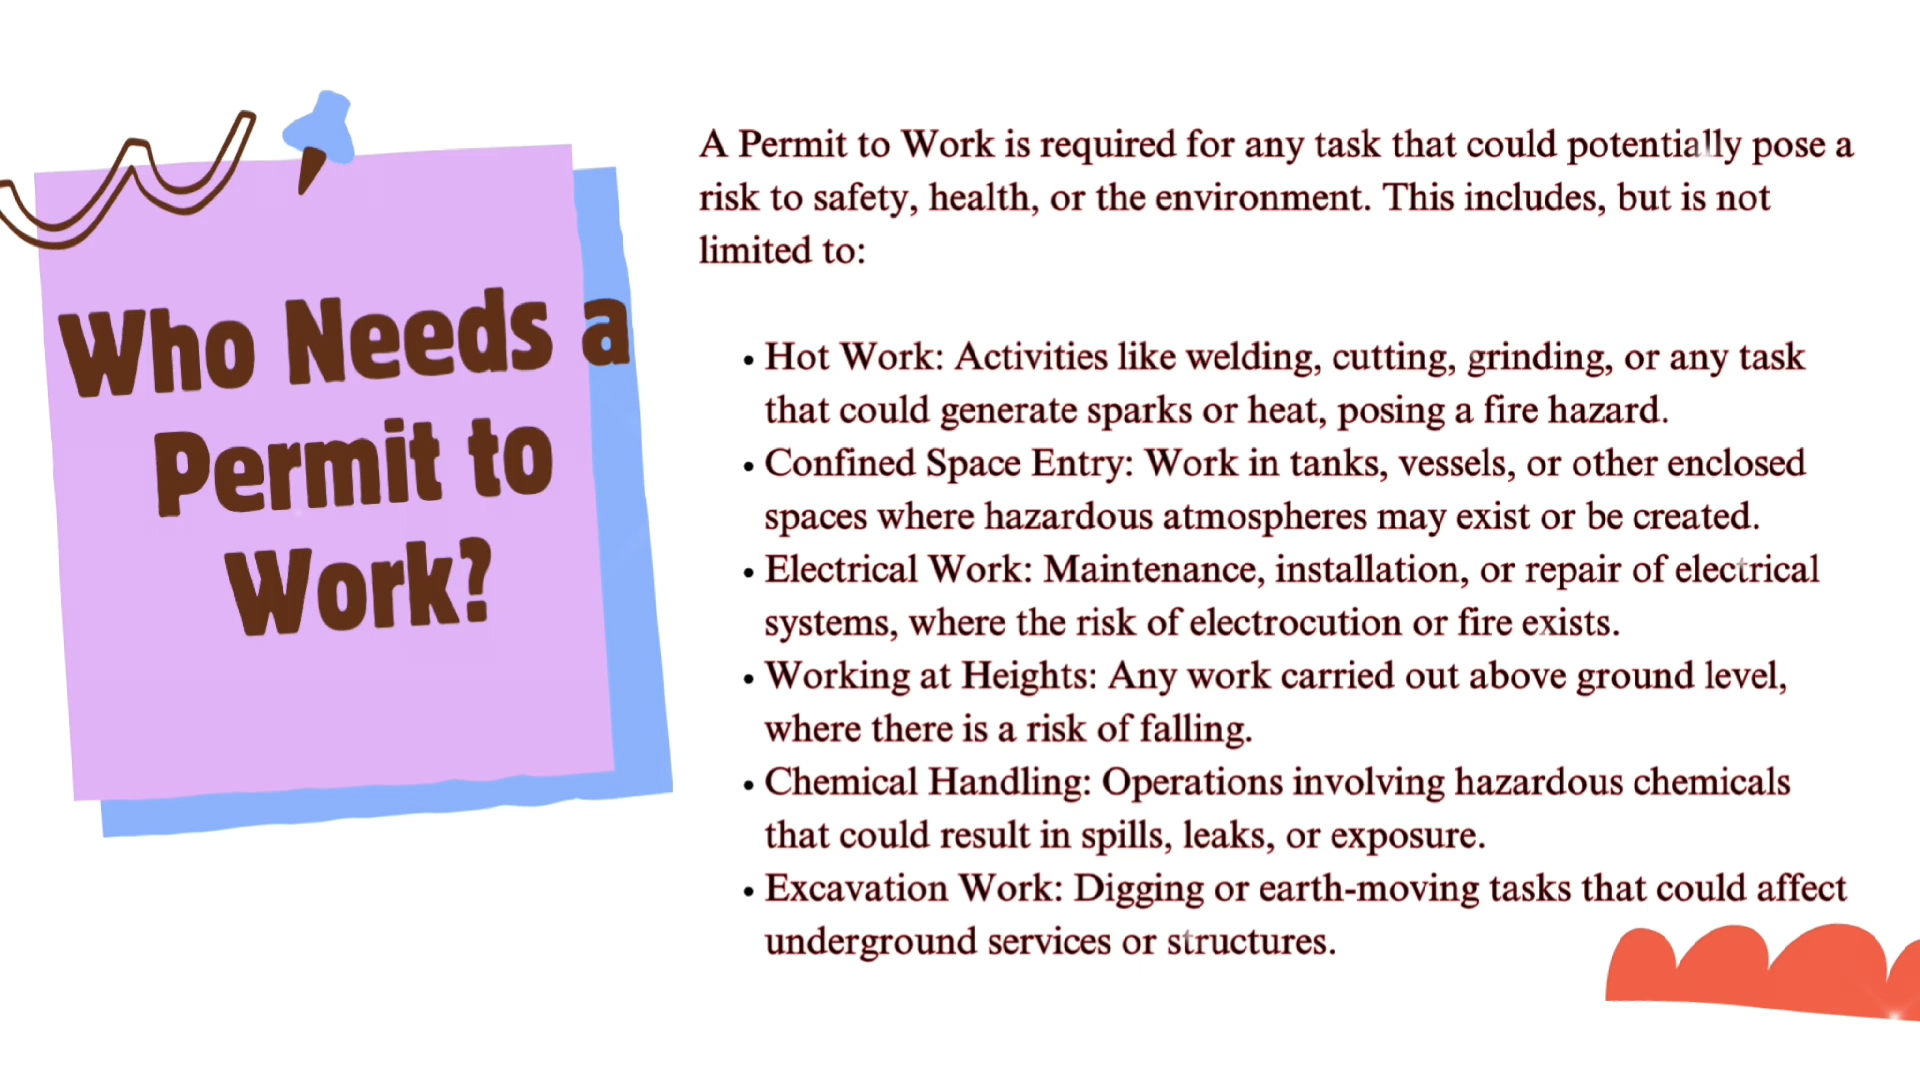 Who Needs a
Permit to
Work?
A Permit to Work is required for any task that could potentially pose a
risk to safety, health, or the environment. This includes, but is not
limited to:
• Hot Work: Activities like welding, cutting, grinding, or any task
that could generate sparks or heat, posing a fire hazard.
• Confined Space Entry: Work in tanks, vessels, or other enclosed
spaces where hazardous atmospheres may exist or be created.
• Electrical Work: Maintenance, installation, or repair of electrical
systems, where the risk of electrocution or fire exists.
• Working at Heights: Any work carried out above ground level,
where there is a risk of falling.
• Chemical Handling: Operations involving hazardous chemicals
that could result in spills, leaks, or exposure.
• Excavation Work: Digging or earth-moving tasks that could affect
underground services or structures.